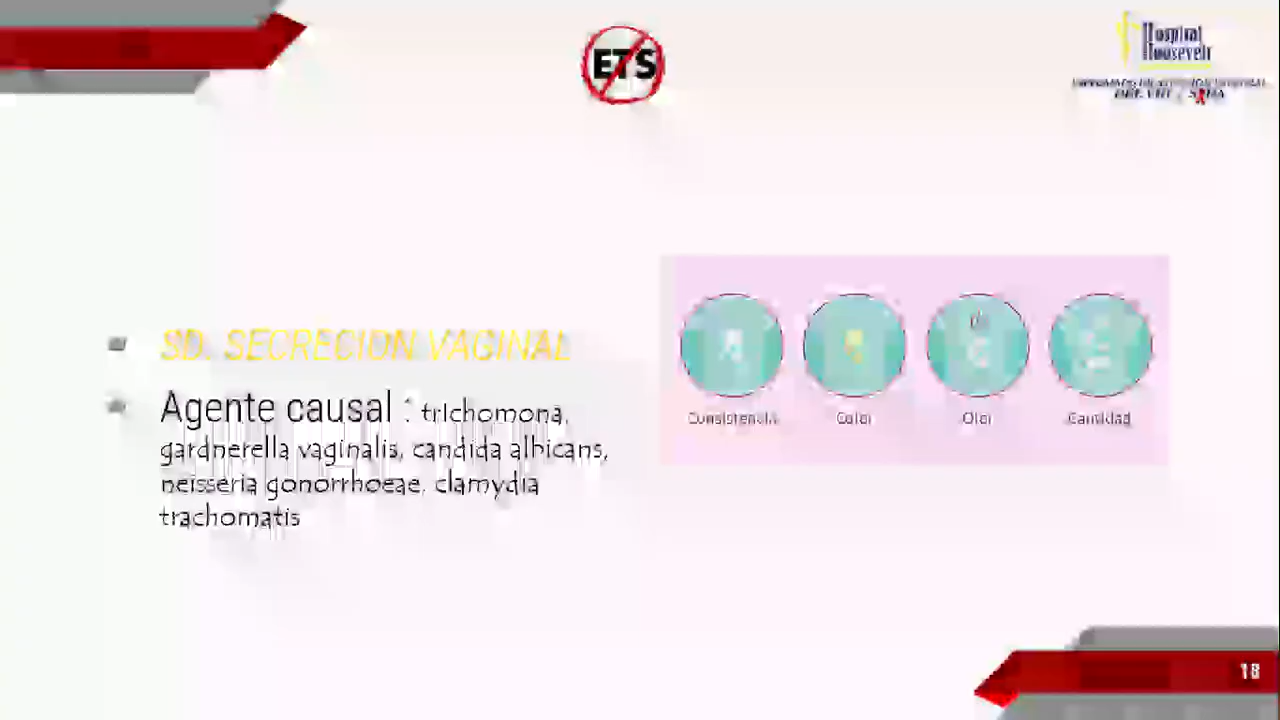 ETS
Hospital
Roosevelt
SD. SECRECION VAGINAL
Agente causal : trichomona,
gardnerella vaginalis, candida albicans,
neisseria gonorrhoeae, clamydia
trachomatis
Consistencia Color Olor Cantidad
18